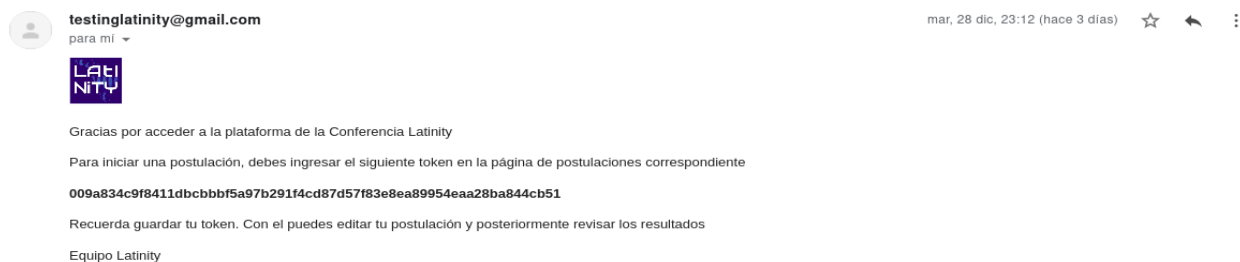 testinglatinity@gmail.com
mar, 28 dic, 23:12 (hace 3 días)
para mí
LAtI
NiTY
Gracias por acceder a la plataforma de la Conferencia Latinity
Para iniciar una postulación, debes ingresar el siguiente token en la página de postulaciones correspondiente
009a834c9f8411dbcbbbf5a97b291f4cd87d57f83e8ea89954eaa28ba844cb51
Recuerda guardar tu token. Con el puedes editar tu postulación y posteriormente revisar los resultados
Equipo Latinity